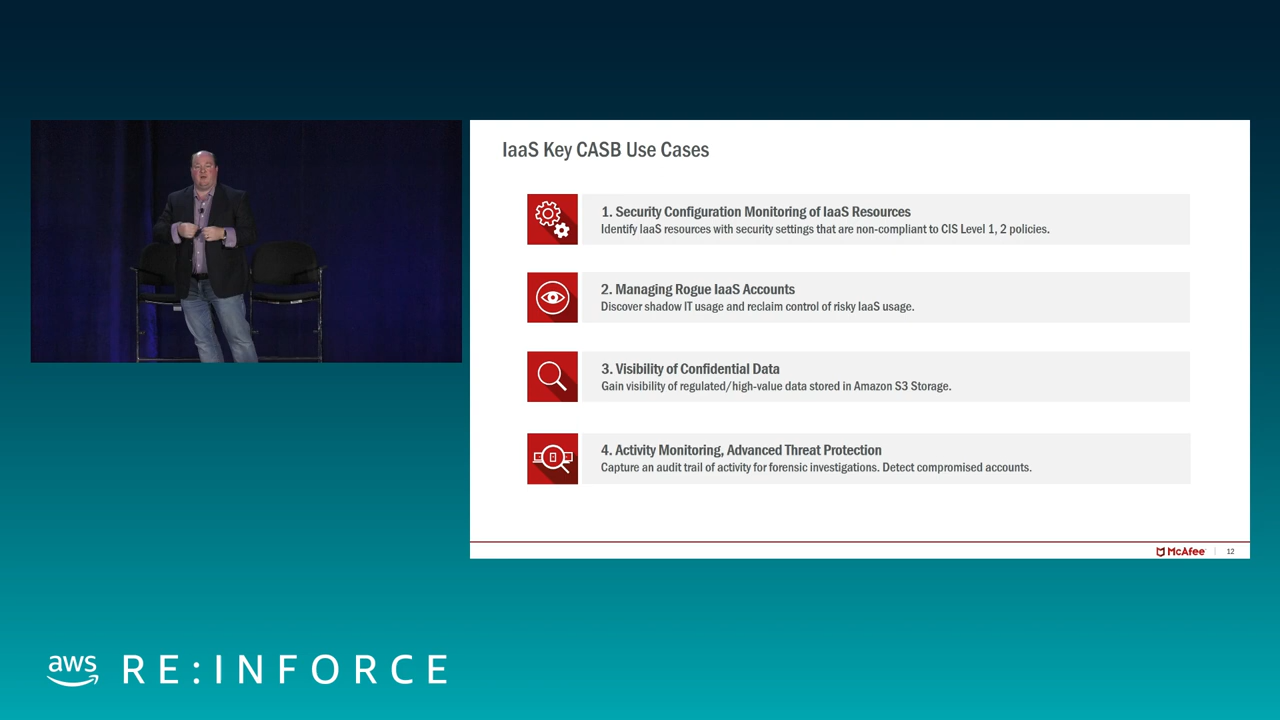 IaaS Key CASB Use Cases
1. Security Configuration Monitoring of IaaS Resources
Identify IaaS resources with security settings that are non-compliant to CIS Level 1, 2 policies.
2. Managing Rogue IaaS Accounts
Discover shadow IT usage and reclaim control of risky IaaS usage.
3. Visibility of Confidential Data
Gain visibility of regulated/high-value data stored in Amazon S3 Storage.
4. Activity Monitoring, Advanced Threat Protection
Capture an audit trail of activity for forensic investigations. Detect compromised accounts.
McAfee | 12
aws RE:INFORCE